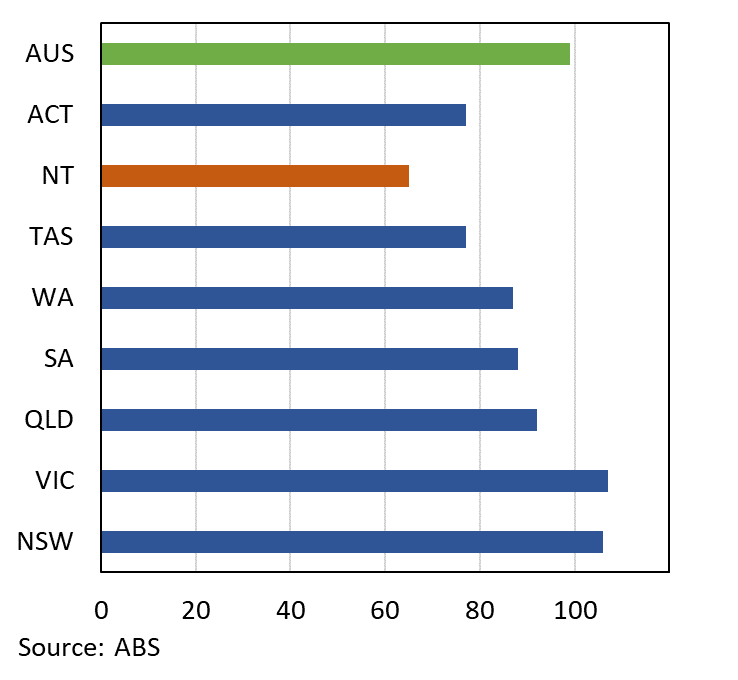 AUS
ACT
NT
TAS
WA
SA
QLD
VIC
NSW
0 20 40 60 80 100
Source: ABS